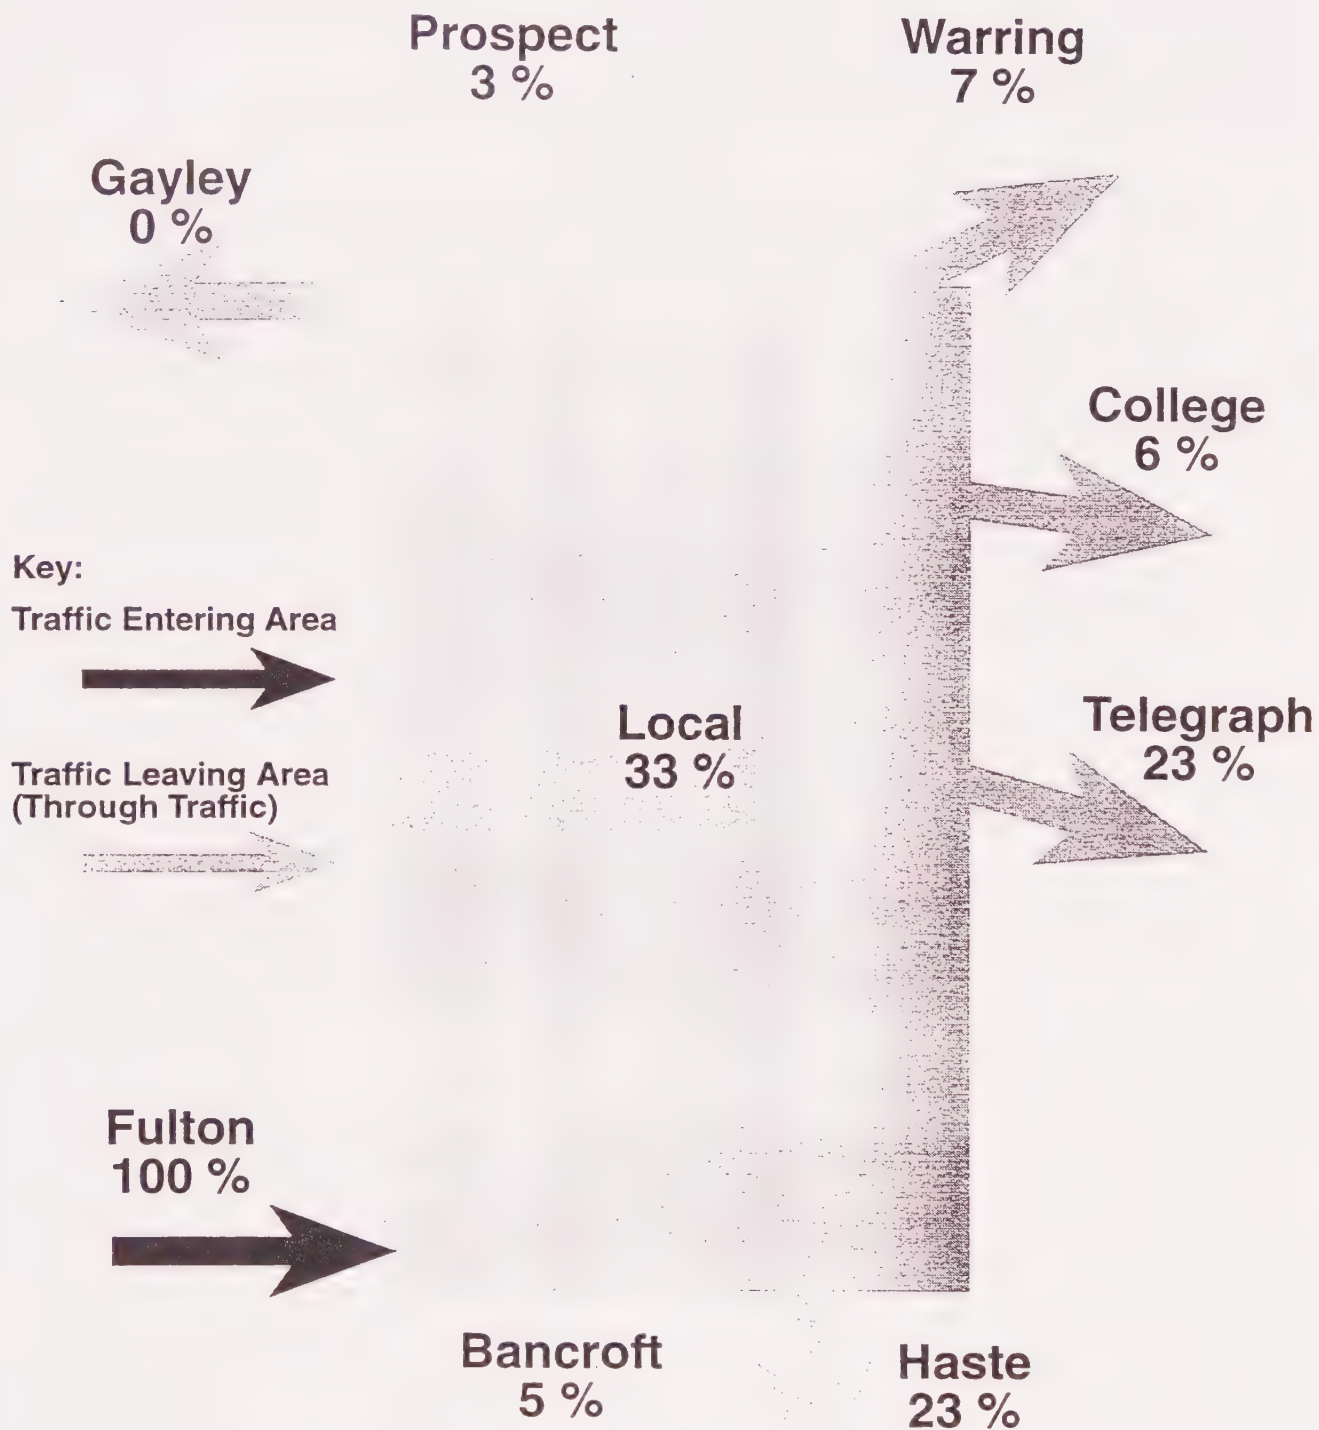 Prospect
3 %
Warring
7 %
Gayley
0 %
College
6 %
Key:
Traffic Entering Area
Local
33 %
Telegraph
23 %
Traffic Leaving Area
(Through Traffic)
Fulton
100 %
Bancroft
5 %
Haste
23 %